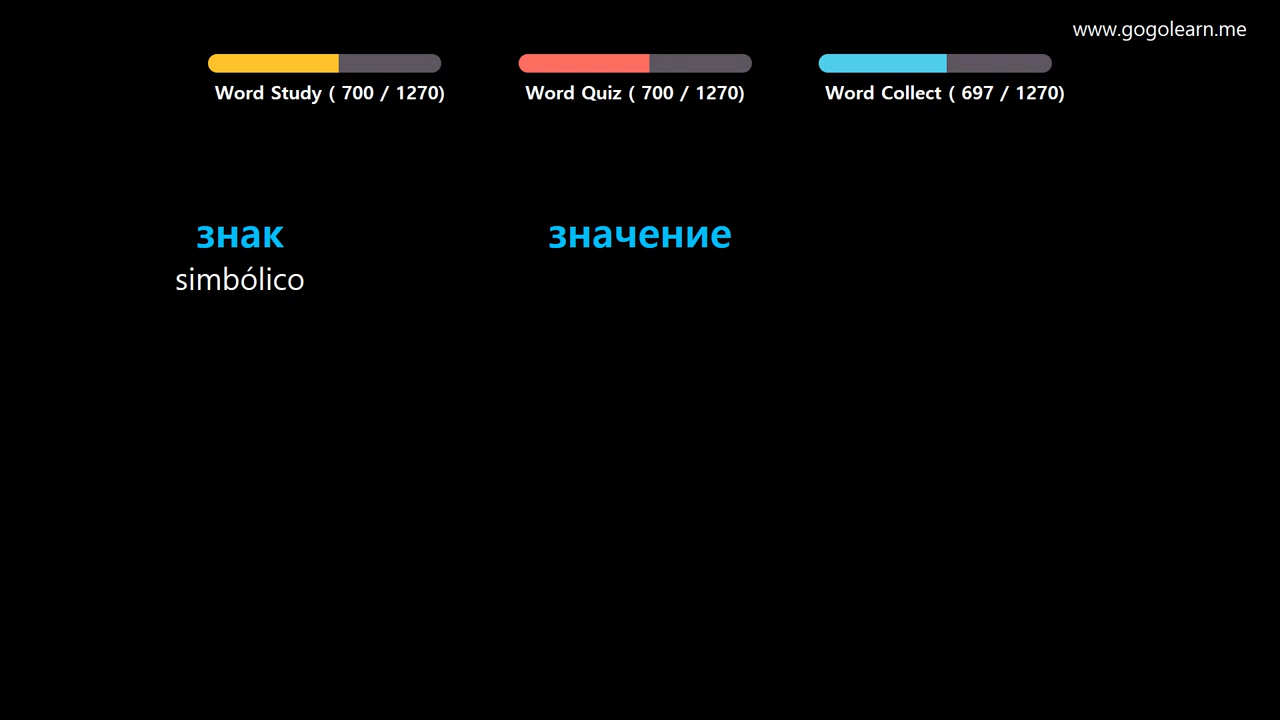 www.gogolearn.me
Word Study ( 700 / 1270)
Word Quiz ( 700 / 1270)
Word Collect ( 697 / 1270)
знак
simbólico
значение